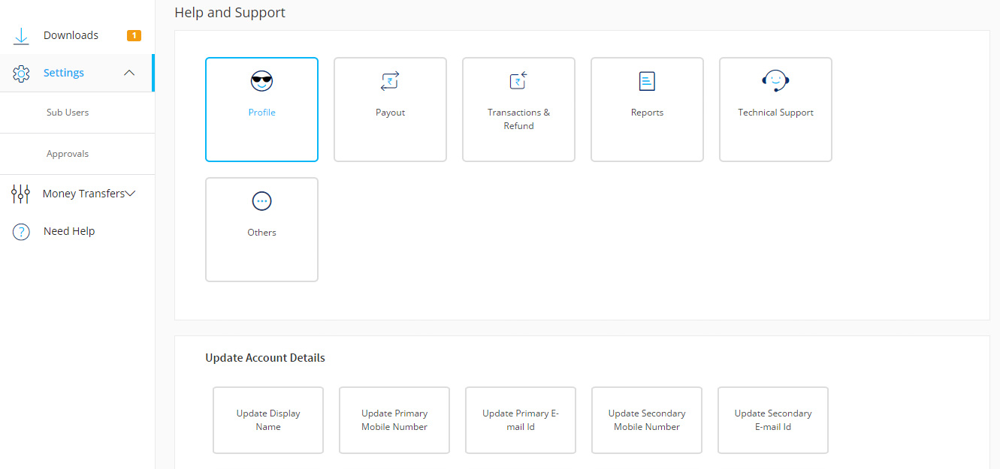 Downloads
1
Settings
Sub Users
Approvals
Money Transfers
Need Help
?
Help and Support
Profile
₹
Payout
₹
Transactions &
Refund
Reports
Technical Support
Others
Update Account Details
Update Display
Name
Update Primary
Mobile Number
Update Primary E-
mail Id
Update Secondary
Mobile Number
Update Secondary
E-mail Id